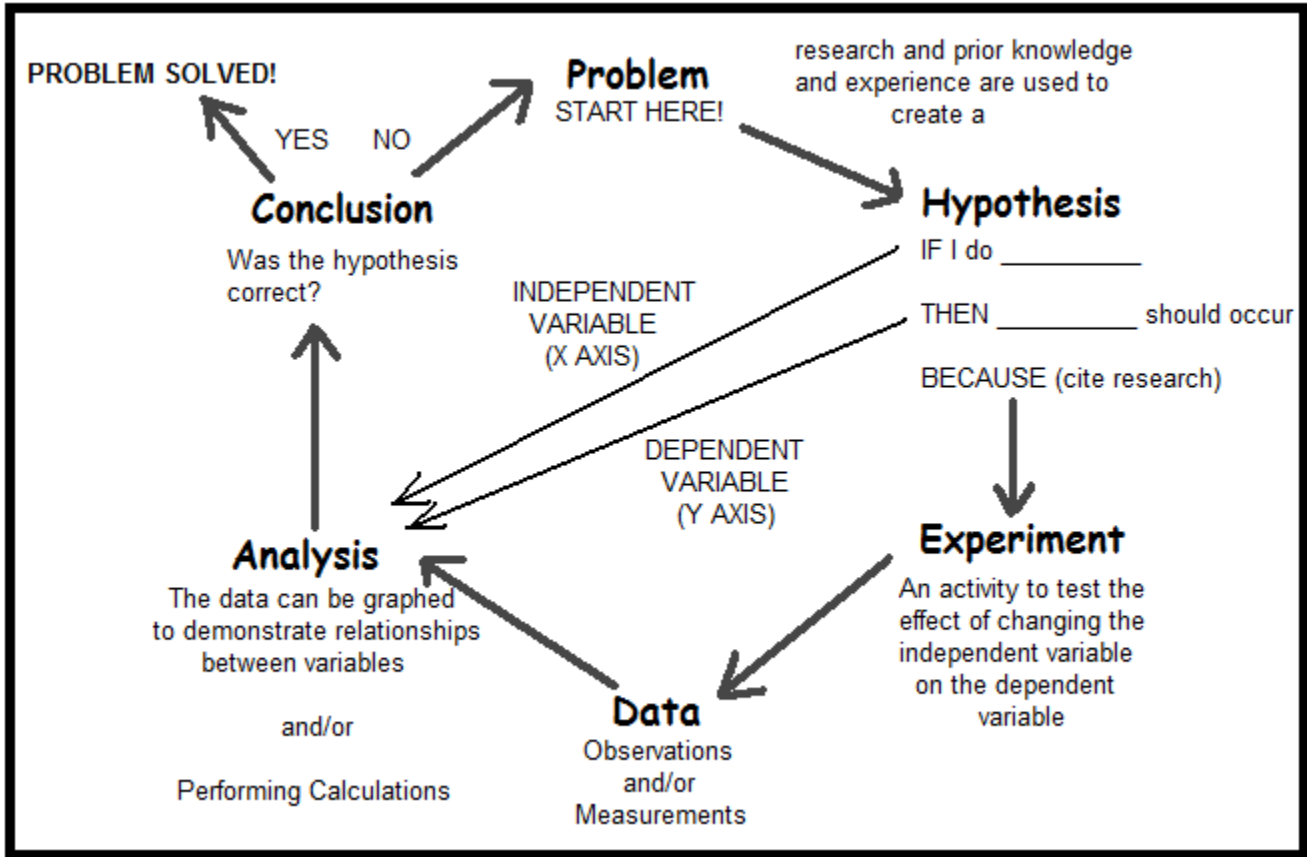 Problem
START HERE!
research and prior knowledge
and experience are used to
create a
Hypothesis
IF I do __________
THEN __________ should occur
BECAUSE (cite research)
INDEPENDENT
VARIABLE
(X AXIS)
DEPENDENT
VARIABLE
(Y AXIS)
Experiment
An activity to test the
effect of changing the
independent variable
on the dependent
variable
Data
Observations
and/or
Measurements
Analysis
The data can be graphed
to demonstrate relationships
between variables
and/or
Performing Calculations
Conclusion
Was the hypothesis
correct?
YES NO
PROBLEM SOLVED!